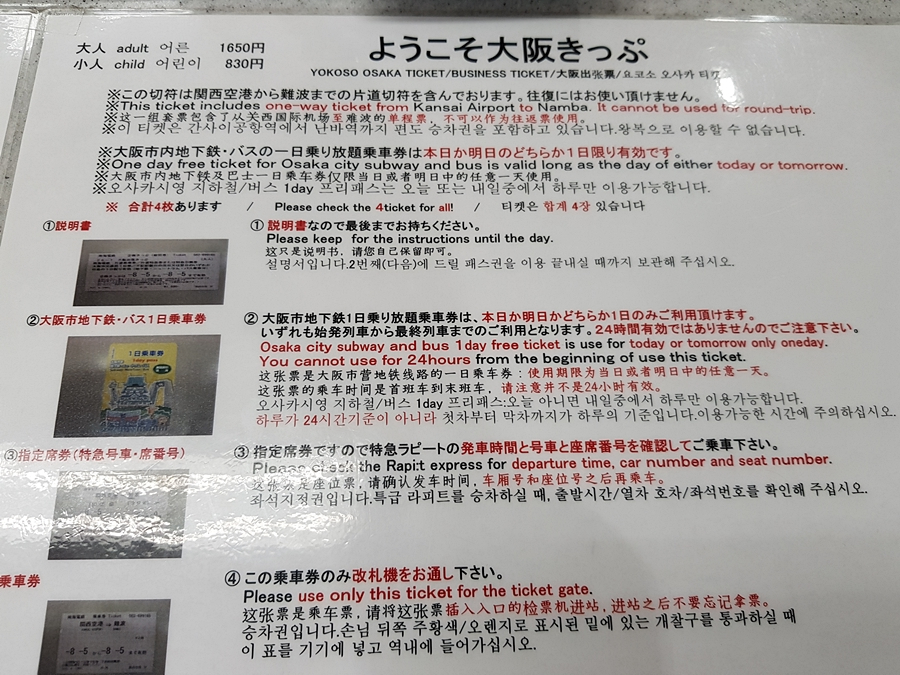 大人 adult 어른 1650円
小人 child 어린이 830円
ようこそ大阪きっぷ
YOKOSO OSAKA TICKET/BUSINESS TICKET/大阪出张票/요코소 오사카 티켓
※この切符は関西空港から難波までの片道切符を含んでおります。往復にはお使い頂けません。
※This ticket includes one-way ticket from Kansai Airport to Namba. It cannot be used for round-trip.
※这一组套票包含了从关西国际机场至难波的单程票，不可以作为往返票使用。
※이 티켓은 간사이공항역에서 난바역까지 편도 승차권을 포함하고 있습니다.왕복으로 이용할 수 없습니다.
※大阪市内地下鉄・バスの一日乗り放題乗車券は本日か明日のどちらか1日限り有効です。
※One day free ticket for Osaka city subway and bus is valid long as the day of either today or tomorrow.
※大阪市内地下铁及巴士一日乘车券仅限当日或者明日中的任意一天使用。
※오사카시영 지하철/버스 1day 프리패스는 오늘 또는 내일중에서 하루만 이용가능합니다.
※ 合計4枚あります / Please check the 4ticket for all! / 티켓은 합계 4장 있습니다
①説明書
① 説明書なので最後までお持ちください。
Please keep for the instructions until the day.
这只是说明书，请您自己保留即可。
설명서입니다.2번째(다음)에 드릴 패스권을 이용 끝내실 때까지 보관해 주십시오.
②大阪市地下鉄・バス1日乗車券
1日乗車券
1day pass
② 大阪市地下鉄1日乗り放題乗車券は、本日か明日かどちらか1日のみご利用頂けます。
いずれも始発列車から最終列車までのご利用となります。24時間有効ではありませんのでご注意下さい。
Osaka city subway and bus 1day free ticket is use for today or tomorrow only oneday.
You cannot use for 24hours from the beginning of use this ticket.
这张票是大阪市营地铁线路的一日乘车券：使用期限为当日或者明日中的任意一天。
这张票的乘车时间是首班车到末班车，请注意并不是24小时有效。
오사카시영 지하철/버스 1day 프리패스:오늘 아니면 내일중에서 하루만 이용가능합니다.
하루가 24시간기준이 아니라 첫차부터 막차까지가 하루의 기준입니다.이용가능한 시간에 주의하십시오.
③指定席券(特急号車・席番号)
③ 指定席券ですので特急ラピートの発車時間と号車と座席番号を確認してご乗車下さい。
Please check the Rapi:t express for departure time, car number and seat number.
这张票是座位票，请确认发车时间，车厢号和座位号之后再乘车。
좌석지정권입니다.특급 라피트를 승차하실 때, 출발시간/열차 호차/좌석번호를 확인해 주십시오.
乗車券
関西空港 難波
-8.-5 -8.-5
④ この乗車券のみ改札機をお通し下さい。
Please use only this ticket for the ticket gate.
这张票是乘车票，请将这张票插入入口的检票机进站，进站之后不要忘记拿票。
승차권입니다.손님 뒤쪽 주황색/오렌지로 표시된 밑에 있는 개찰구를 통과하실 때
이 표를 기기에 넣고 역내에 들어가십시오.